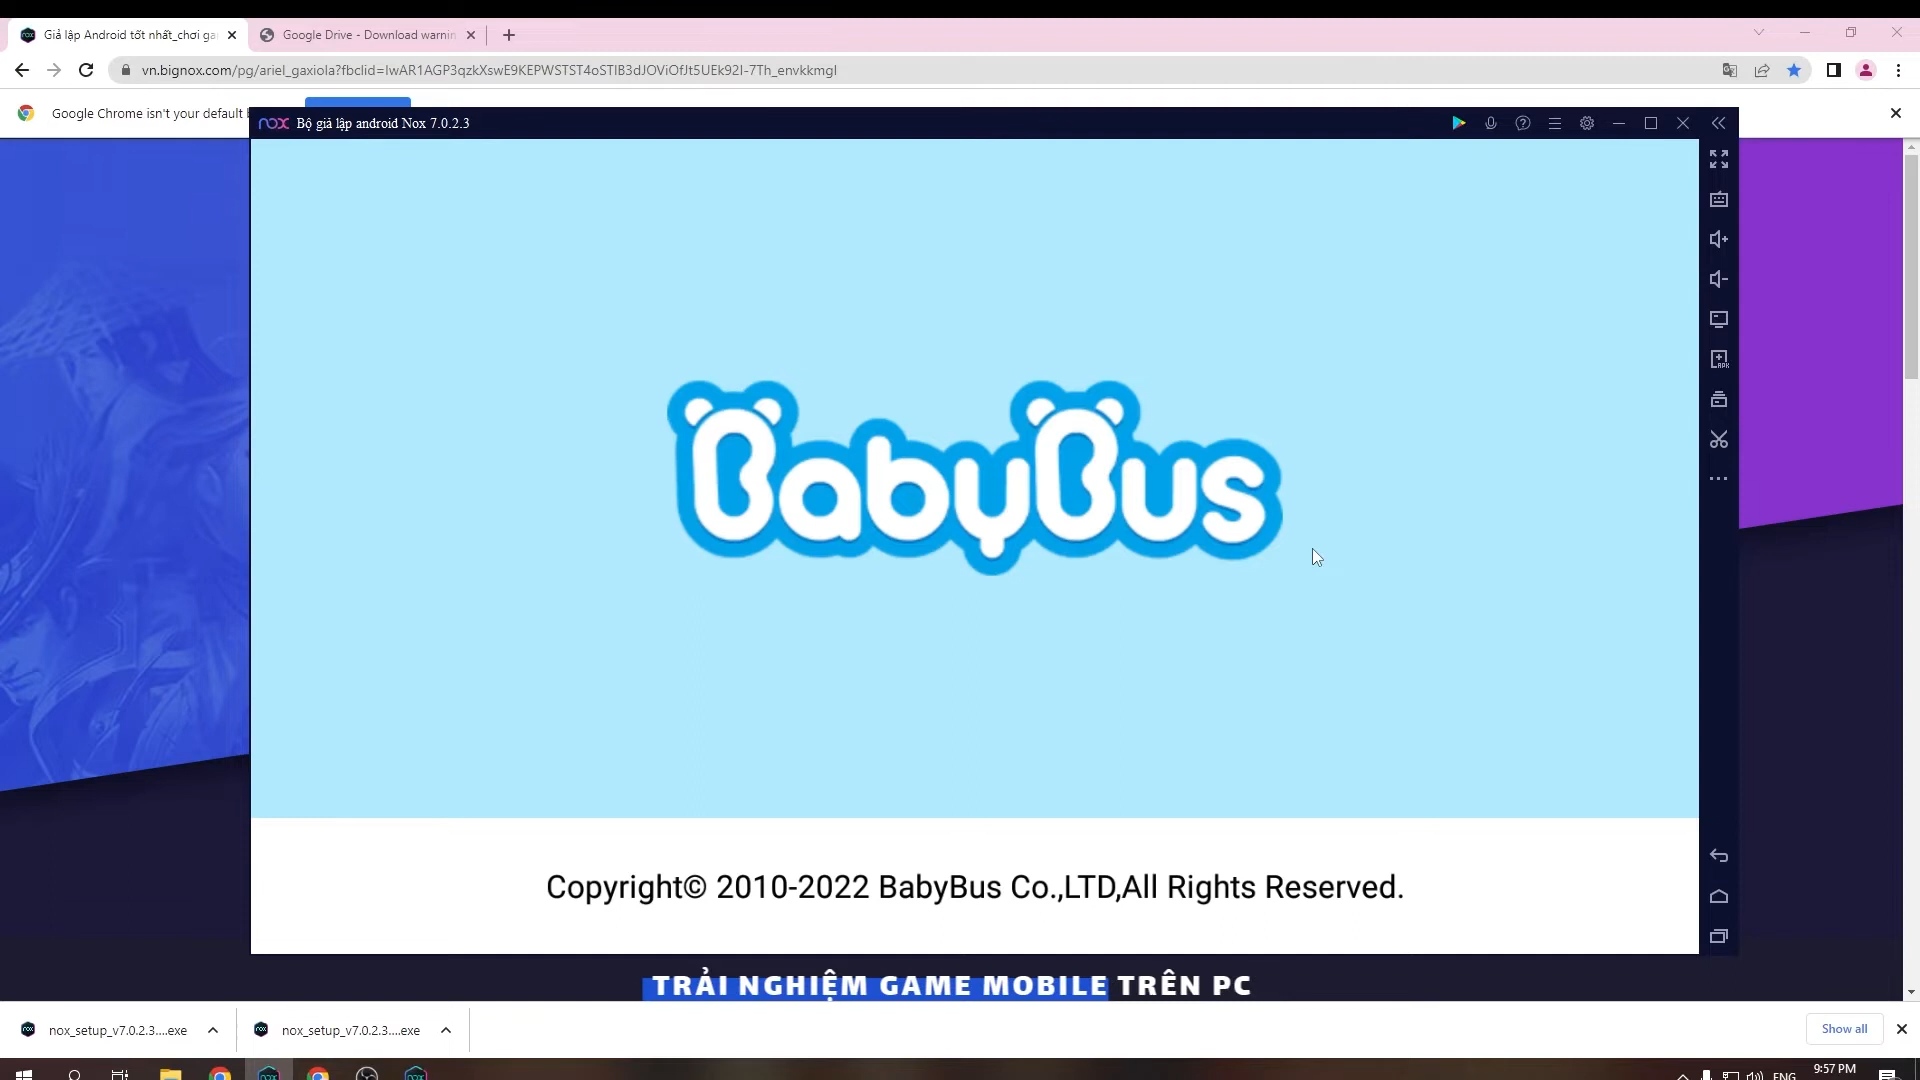 Giả lập Android tốt nhất_chơi ga
Google Drive - Download warnin
vn.bignox.com/pg/ariel_gaxiola?fbclid=IwAR1AGP3qzkXswE9KEPWSTST4oSTIB3dJOViOfJt5UEk92I-7Th_envkkmgI
Google Chrome isn't your default b
nox Bộ giả lập android Nox 7.0.2.3
BabyBus
Copyright© 2010-2022 BabyBus Co.,LTD,All Rights Reserved.
TRẢI NGHIỆM GAME MOBILE TRÊN PC
nox_setup_v7.0.2.3....exe
nox_setup_v7.0.2.3....exe
Show all
ENG
9:57 PM